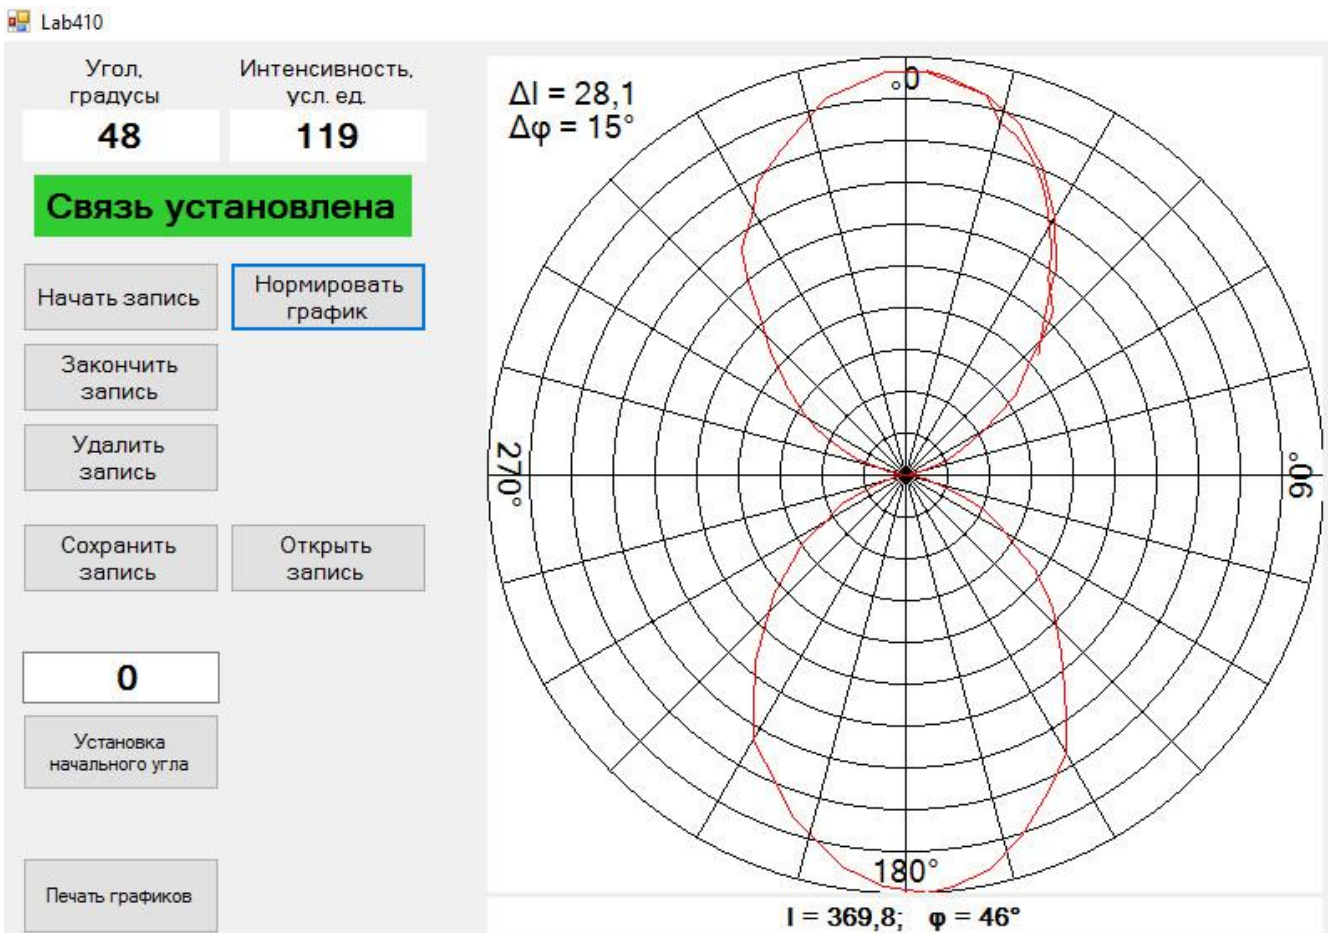 Lab410
Угол,
градусы
48
Интенсивность,
усл. ед.
119
Связь установлена
Начать запись
Нормировать
график
Закончить
запись
Удалить
запись
Сохранить
запись
Открыть
запись
0
Установка
начального угла
Печать графиков
ΔI = 28,1
Δφ = 15°
0°
90°
180°
270°
I = 369,8; φ = 46°